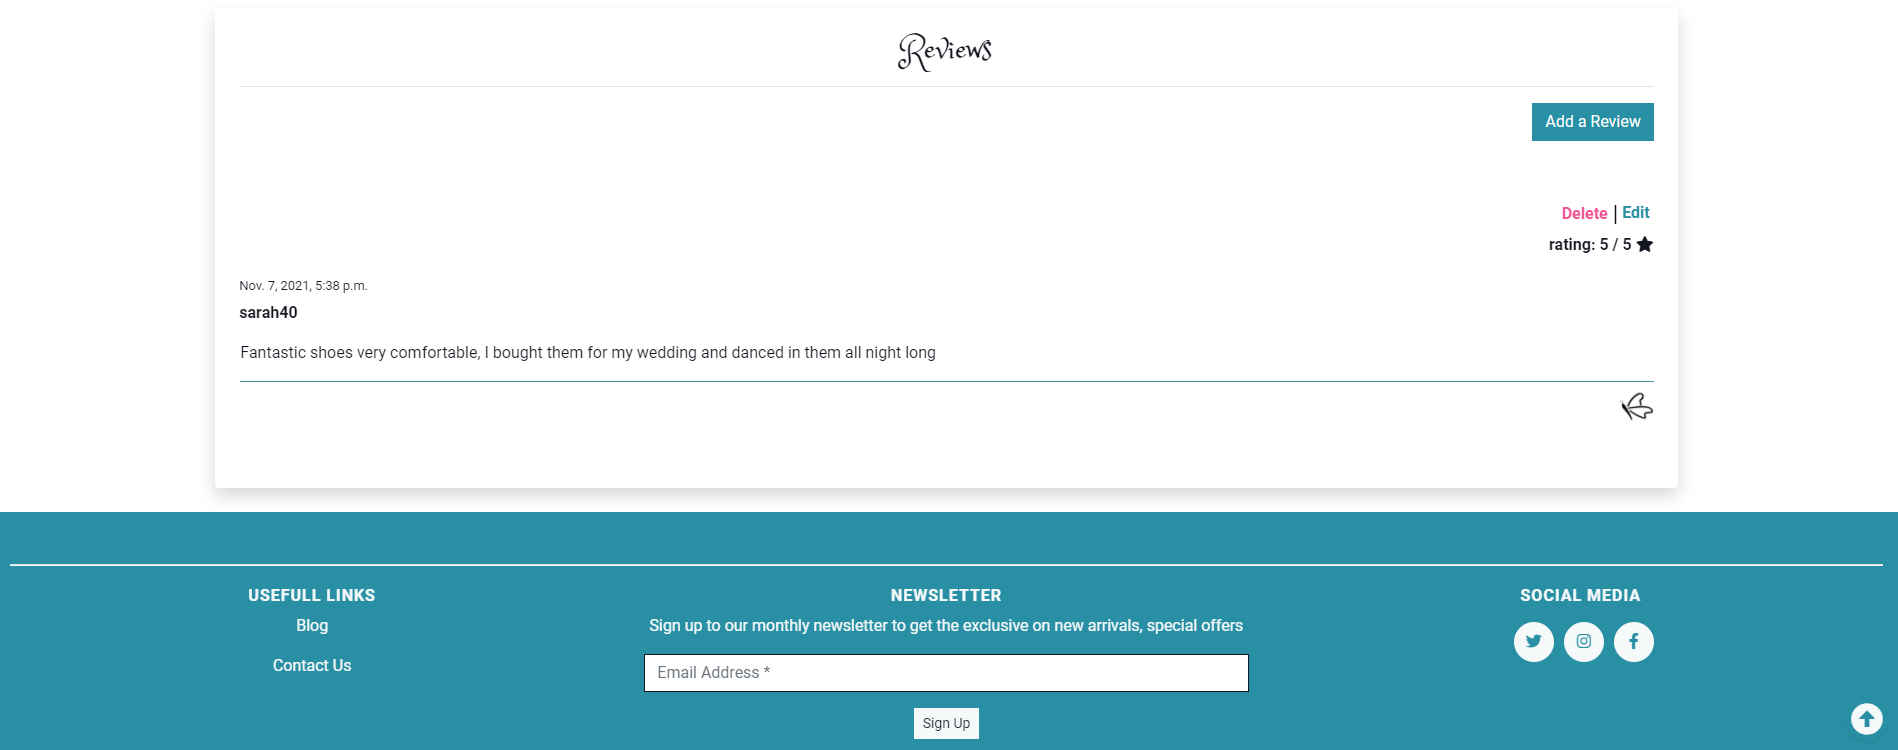 Reviews
Add a Review
Delete | Edit
rating: 5 / 5
Nov. 7, 2021, 5:38 p.m.
sarah40
Fantastic shoes very comfortable, I bought them for my wedding and danced in them all night long
USEFULL LINKS
Blog
Contact Us
NEWSLETTER
Sign up to our monthly newsletter to get the exclusive on new arrivals, special offers
Email Address *
Sign Up
SOCIAL MEDIA